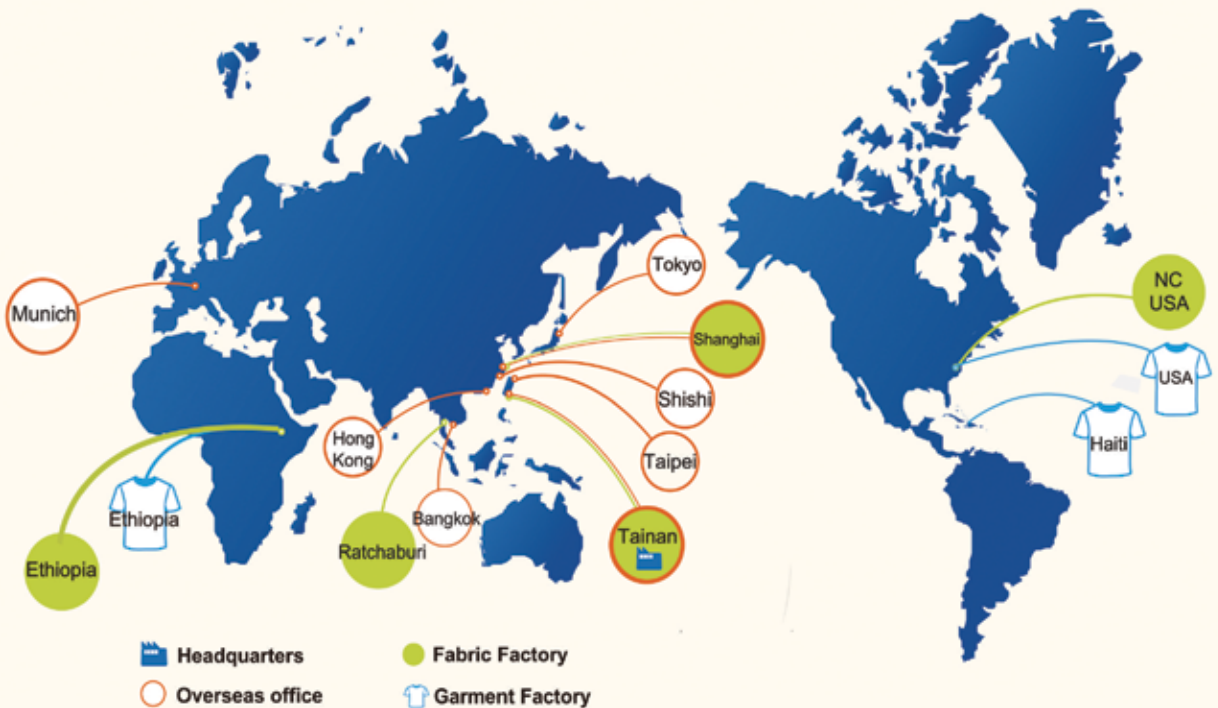 Tokyo
NC
USA
Munich
Shanghai
USA
Shishi
Hong
Kong
Taipei
Haiti
Ethiopia
Bangkok
Ratchaburi
Tainan
Ethiopia
Headquarters
Fabric Factory
Overseas office
Garment Factory